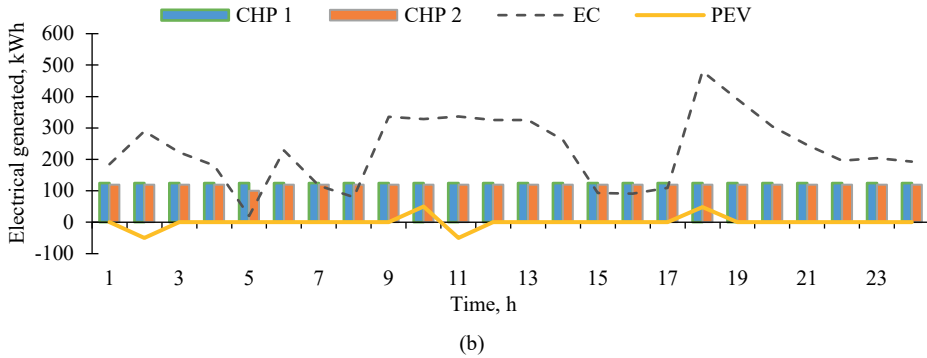 CHP 1 CHP 2 EC PEV
Electrical generated, kWh
600
500
400
300
200
100
0
-100
1 3 5 7 9 11 13 15 17 19 21 23
Time, h
(b)